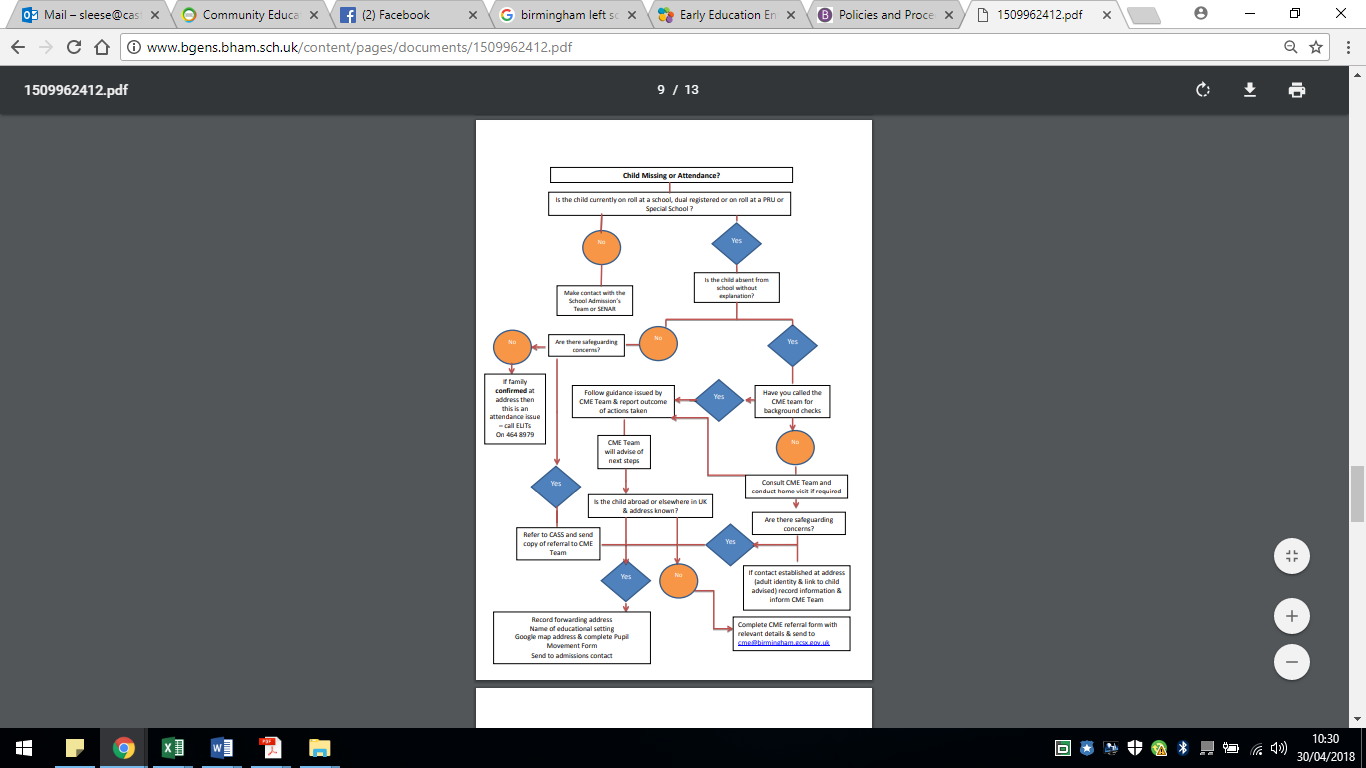 Mail – sleese@cas
Community Educa
(2) Facebook
birmingham left sc
Early Education En
Policies and Proce
1509962412.pdf
www.bgens.bham.sch.uk/content/pages/documents/1509962412.pdf
1509962412.pdf
9 / 13
Child Missing or Attendance?
Is the child currently on roll at a school, dual registered or on roll at a PRU or
Special School ?
No
Yes
Make contact with the
School Admission's
Team or SENAR
Is the child absent from
school without
explanation?
No
Are there safeguarding
concerns?
No
Yes
If family
confirmed at
address then
this is an
attendance issue
– call EUTs
On 464 8979
Follow guidance issued by
CME Team & report outcome
of actions taken
Yes
Have you called the
CME team for
background checks
No
CME Team
will advise of
next steps
Yes
Is the child abroad or elsewhere in UK
& address known?
Consult CME Team and
conduct home visit if required
Are there safeguarding
concerns?
Refer to CASS and send
copy of referral to CME
Team
Yes
Yes
No
If contact established at address
(adult identity & link to child
advised) record information &
inform CME Team
Record forwarding address
Name of educational setting
Google map address & complete Pupil
Movement Form
Send to admissions contact
Complete CME referral form with
relevant details & send to
cme@birmingham.gcsx.gov.uk
10:30
30/04/2018